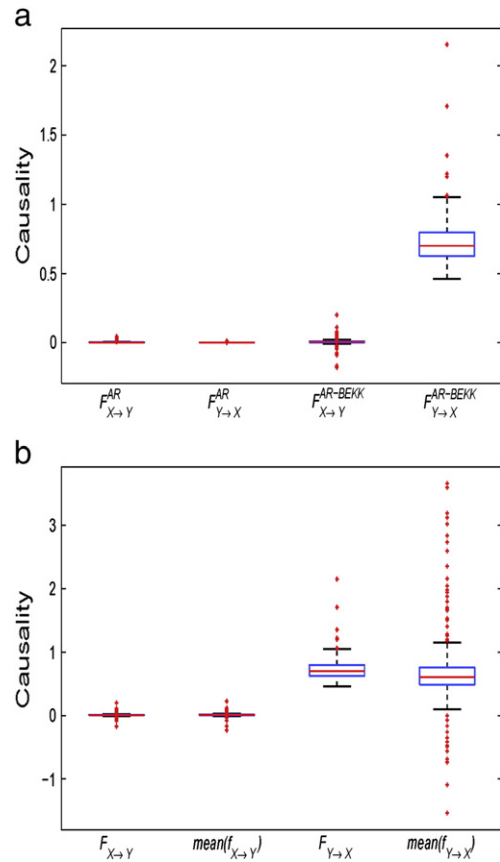 a
Causality
2
1.5
1
0.5
0
F^{AR}_{X→Y} F^{AR}_{Y→X} F^{AR-BEKK}_{X→Y} F^{AR-BEKK}_{Y→X}
b
Causality
3
2
1
0
−1
F_{X→Y} mean(f_{X→Y}) F_{Y→X} mean(f_{Y→X})